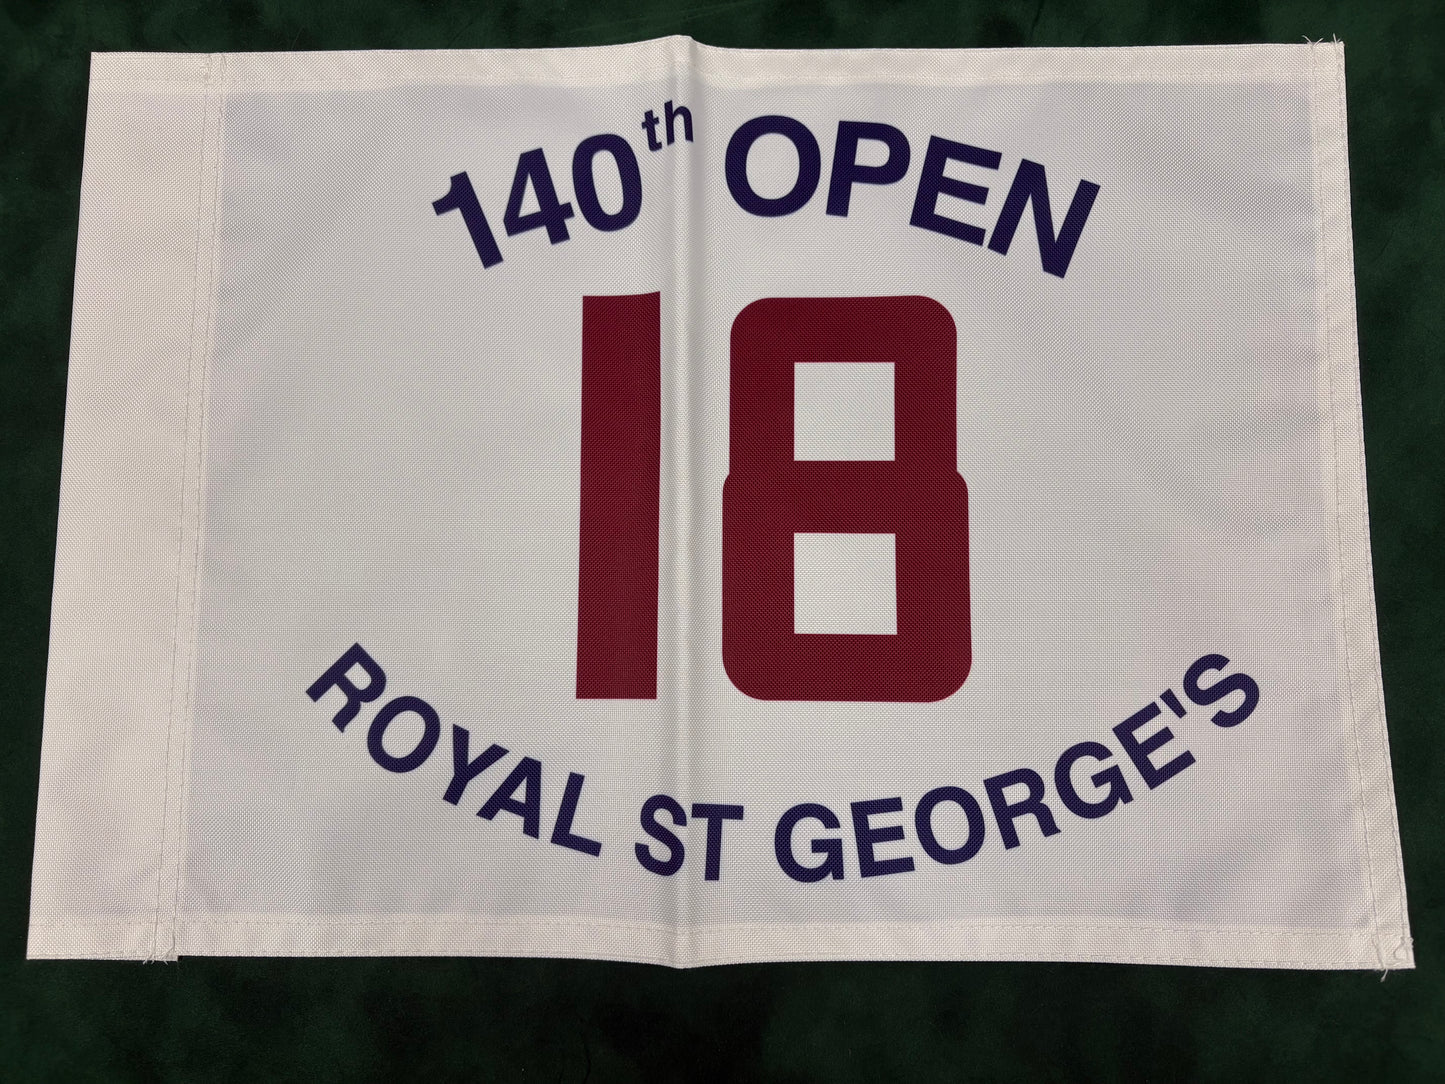 140th OPEN
18
ROYAL ST GEORGE'S